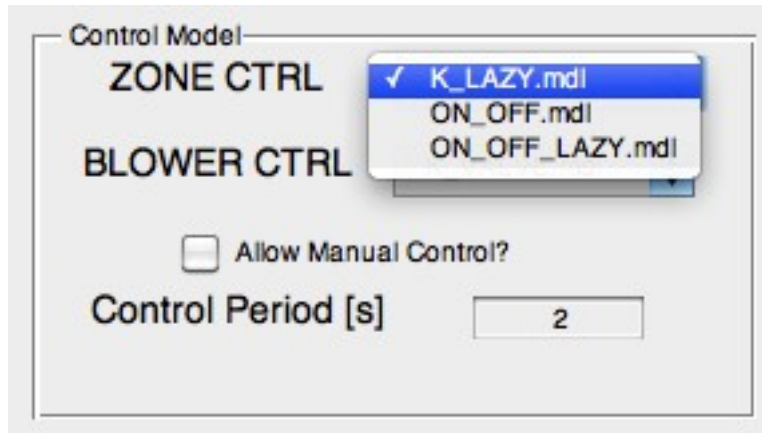 Control Model
ZONE CTRL
✓ K_LAZY.mdl
ON_OFF.mdl
ON_OFF_LAZY.mdl
BLOWER CTRL
Allow Manual Control?
Control Period [s]
2